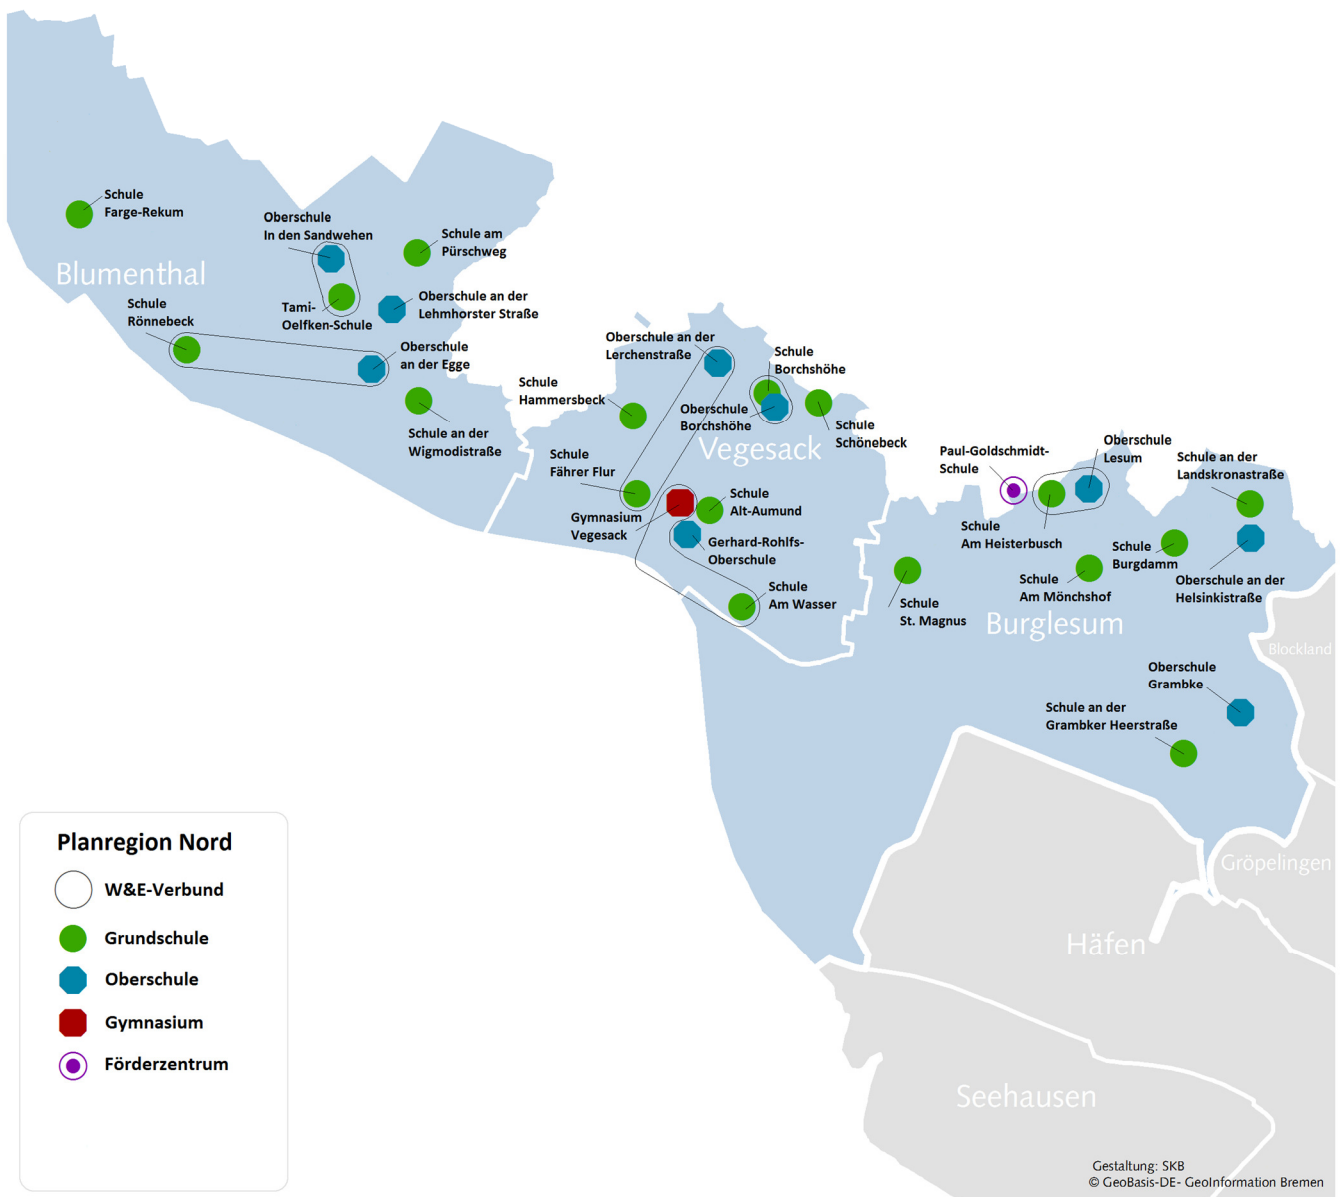 Schule
Farge-Rekum
Oberschule
In den Sandwehen
Schule am
Pürschweg
Blumenthal
Schule
Rönnebeck
Tami-
Oelfken-Schule
Oberschule an der
Lehmhorster Straße
Oberschule
an der Egge
Schule an der
Wigmodistraße
Oberschule an der
Lerchenstraße
Schule
Borchshöhe
Schule
Hammersbeck
Oberschule
Borchshöhe
Schule
Schönebeck
Vegesack
Schule
Fährer Flur
Gymnasium
Vegesack
Schule
Alt-Aumund
Gerhard-Rohlfs-
Oberschule
Schule
Am Wasser
Paul-Goldschmidt-
Schule
Oberschule
Lesum
Schule an der
Landskronastraße
Schule
Am Heisterbusch
Schule
Burgdamm
Schule
Am Mönchshof
Oberschule an der
Helsinkistraße
Schule
St. Magnus
Burglesum
Blockland
Oberschule
Grambke
Schule an der
Grambker Heerstraße
Gröpelingen
Häfen
Seehausen
Planregion Nord
W&E-Verbund
Grundschule
Oberschule
Gymnasium
Förderzentrum
Gestaltung: SKB
© GeoBasis-DE- GeoInformation Bremen